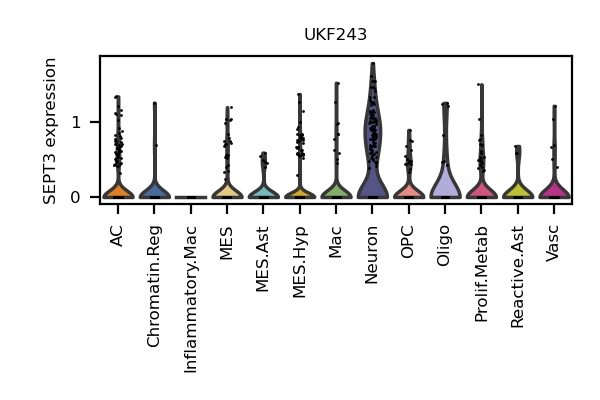 UKF243
SEPT3 expression
1
0
AC
Chromatin.Reg
Inflammatory.Mac
MES
MES.Ast
MES.Hyp
Mac
Neuron
OPC
Oligo
Prolif.Metab
Reactive.Ast
Vasc